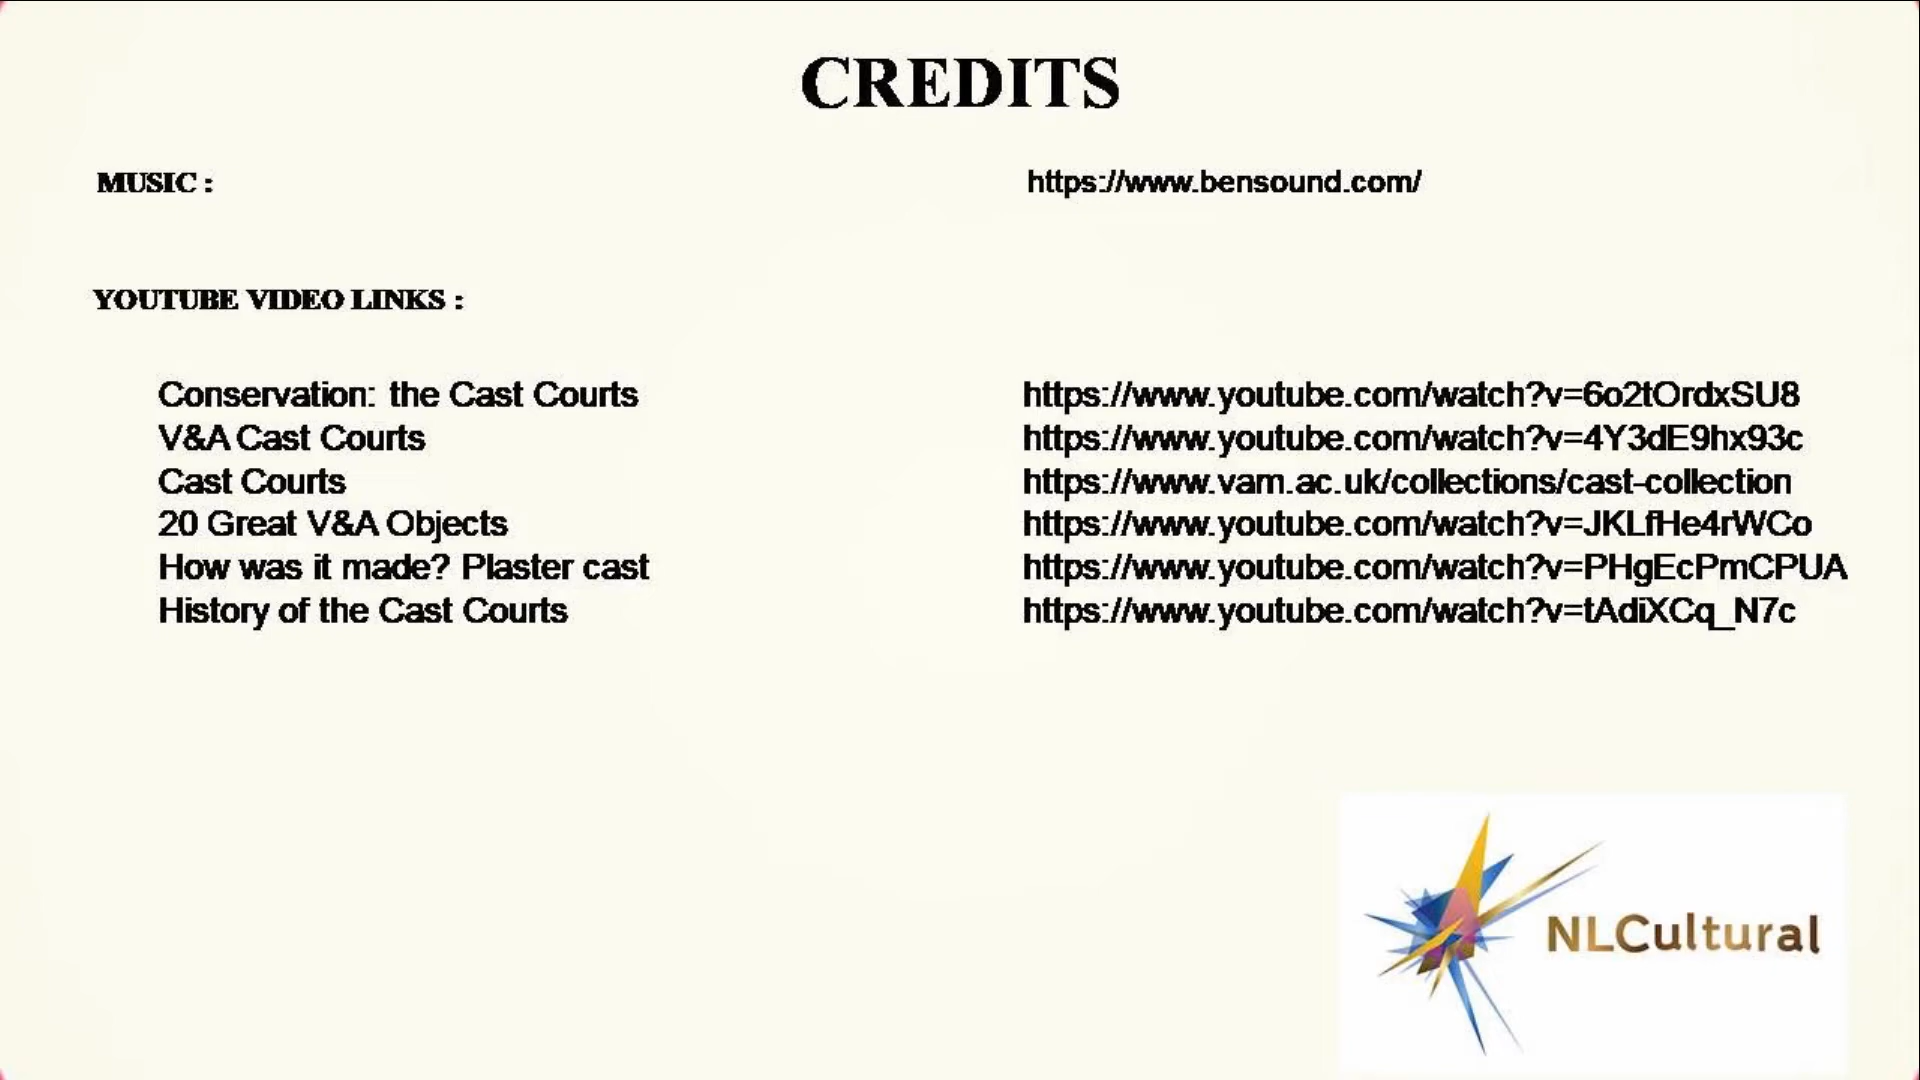 CREDITS
MUSIC : https://www.bensound.com/
YOUTUBE VIDEO LINKS :
Conservation: the Cast Courts https://www.youtube.com/watch?v=6o2tOrdxSU8
V&A Cast Courts https://www.youtube.com/watch?v=4Y3dE9hx93c
Cast Courts https://www.vam.ac.uk/collections/cast-collection
20 Great V&A Objects https://www.youtube.com/watch?v=JKLfHe4rWCo
How was it made? Plaster cast https://www.youtube.com/watch?v=PHgEcPmCPUA
History of the Cast Courts https://www.youtube.com/watch?v=tAdiXCq_N7c
NLCultural